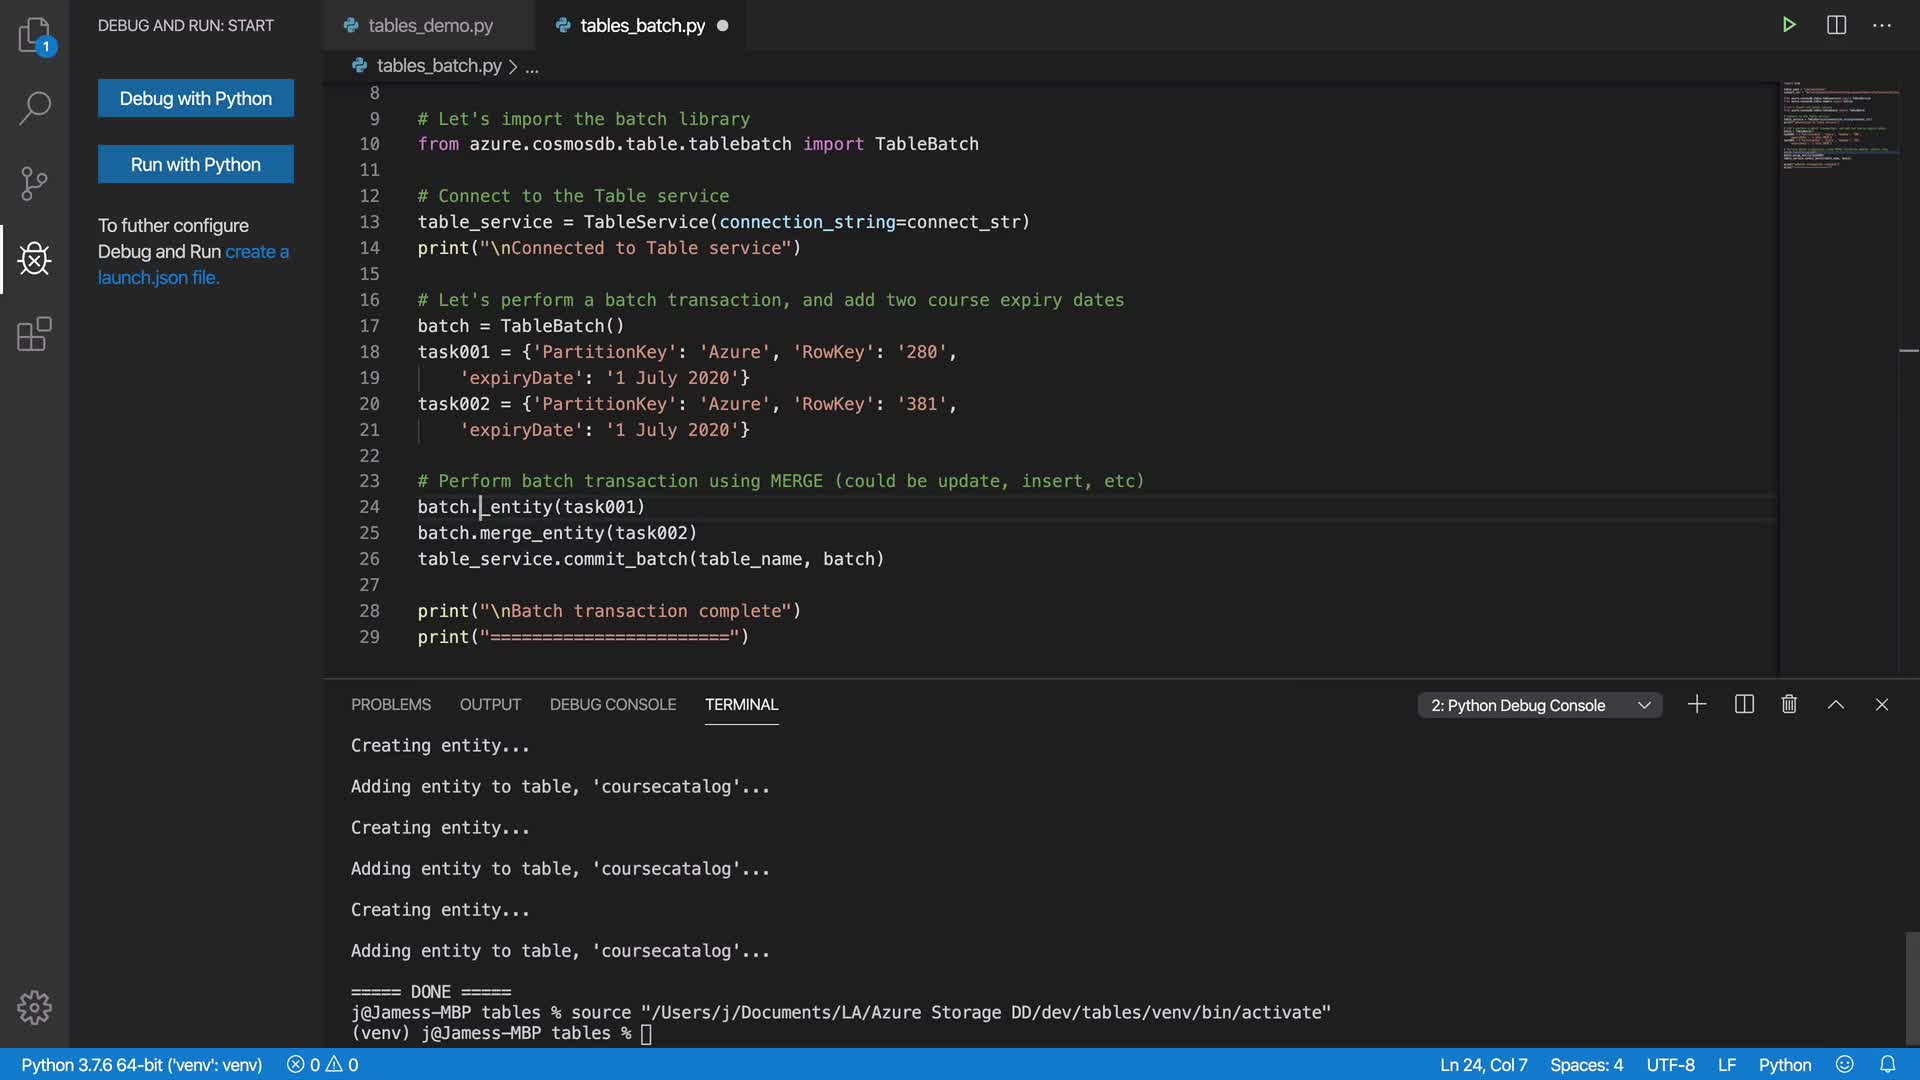 DEBUG AND RUN: START
tables_demo.py
tables_batch.py
1
Debug with Python
Run with Python
To futher configure
Debug and Run create a
launch.json file.
tables_batch.py > ...
8
9 # Let's import the batch library
10 from azure.cosmosdb.table.tablebatch import TableBatch
11
12 # Connect to the Table service
13 table_service = TableService(connection_string=connect_str)
14 print("\nConnected to Table service")
15
16 # Let's perform a batch transaction, and add two course expiry dates
17 batch = TableBatch()
18 task001 = {'PartitionKey': 'Azure', 'RowKey': '280',
19 'expiryDate': '1 July 2020'}
20 task002 = {'PartitionKey': 'Azure', 'RowKey': '381',
21 'expiryDate': '1 July 2020'}
22
23 # Perform batch transaction using MERGE (could be update, insert, etc)
24 batch._entity(task001)
25 batch.merge_entity(task002)
26 table_service.commit_batch(table_name, batch)
27
28 print("\nBatch transaction complete")
29 print("=======================")
PROBLEMS OUTPUT DEBUG CONSOLE TERMINAL
2: Python Debug Console
Creating entity...
Adding entity to table, 'coursecatalog'...
Creating entity...
Adding entity to table, 'coursecatalog'...
Creating entity...
Adding entity to table, 'coursecatalog'...
===== DONE =====
j@Jamess-MBP tables % source "/Users/j/Documents/LA/Azure Storage DD/dev/tables/venv/bin/activate"
(venv) j@Jamess-MBP tables %
Python 3.7.6 64-bit ('venv': venv) 0 0
Ln 24, Col 7 Spaces: 4 UTF-8 LF Python